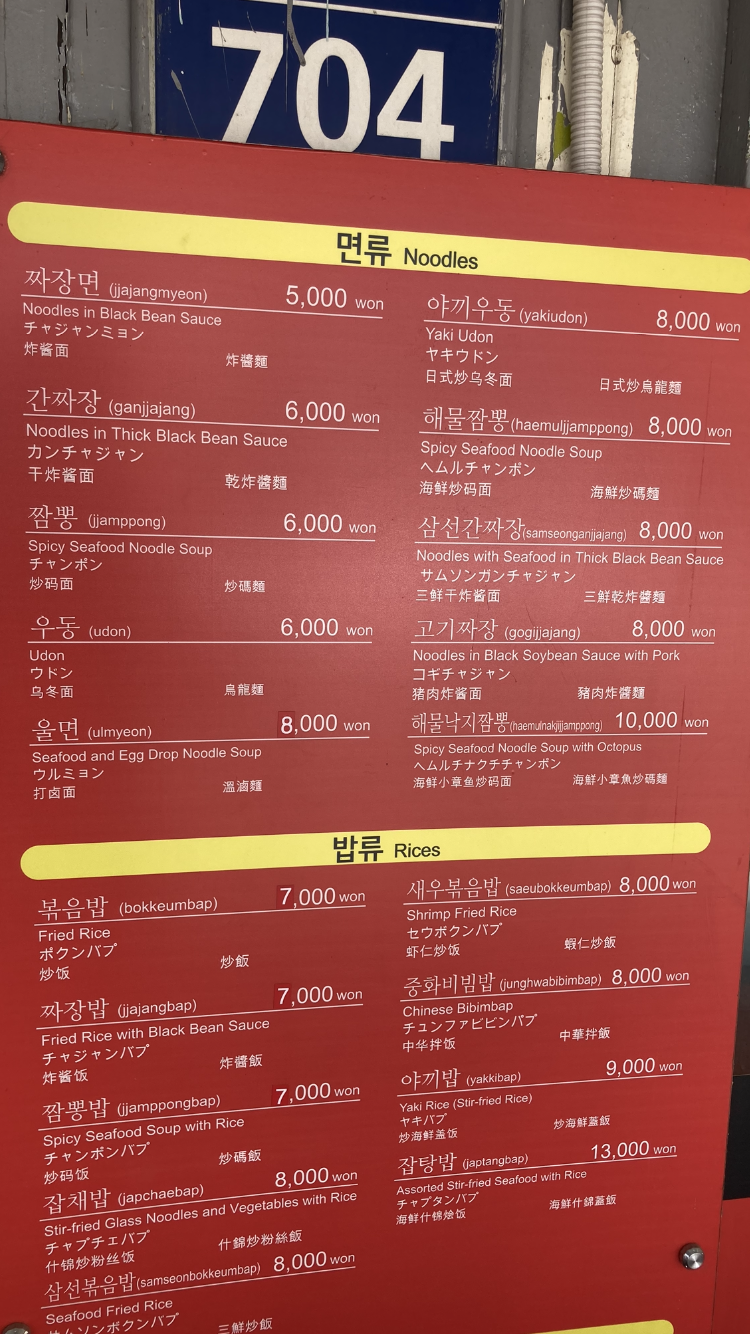 704
면류 Noodles
짜장면 (jjajangmyeon) 5,000 won
Noodles in Black Bean Sauce
チャジャンミョン
炸酱面 炸醬麵
간짜장 (ganjjajang) 6,000 won
Noodles in Thick Black Bean Sauce
カンチャジャン
干炸酱面 乾炸醬麵
짬뽕 (jjamppong) 6,000 won
Spicy Seafood Noodle Soup
チャンポン
炒码面 炒碼麵
우동 (udon) 6,000 won
Udon
ウドン
乌冬面 烏龍麵
울면 (ulmyeon) 8,000 won
Seafood and Egg Drop Noodle Soup
ウルミョン
打卤面 溫滷麵
야끼우동 (yakiudon) 8,000 won
Yaki Udon
ヤキウドン
日式炒乌冬面 日式炒烏龍麵
해물짬뽕 (haemuljjamppong) 8,000 won
Spicy Seafood Noodle Soup
ヘムルチャンポン
海鲜炒码面 海鮮炒碼麵
삼선간짜장 (samseonganjjajang) 8,000 won
Noodles with Seafood in Thick Black Bean Sauce
サムソンガンチャジャン
三鲜干炸酱面 三鮮乾炸醬麵
고기짜장 (gogijjajang) 8,000 won
Noodles in Black Soybean Sauce with Pork
コギチャジャン
猪肉炸酱面 豬肉炸醬麵
해물낙지짬뽕 (haemulnakjijjamppong) 10,000 won
Spicy Seafood Noodle Soup with Octopus
ヘムルチナクチチャンポン
海鲜小章鱼炒码面 海鮮小章魚炒碼麵
밥류 Rices
볶음밥 (bokkeumbap) 7,000 won
Fried Rice
ポクンバプ
炒饭 炒飯
짜장밥 (jjajangbap) 7,000 won
Fried Rice with Black Bean Sauce
チャジャンバプ
炸酱饭 炸醬飯
짬뽕밥 (jjamppongbap) 7,000 won
Spicy Seafood Soup with Rice
チャンポンバプ
炒码饭 炒碼飯
잡채밥 (japchaebap) 8,000 won
Stir-fried Glass Noodles and Vegetables with Rice
チャプチェバプ
什锦炒粉丝饭 什錦炒粉絲飯
삼선볶음밥 (samseonbokkeumbap) 8,000 won
Seafood Fried Rice
サムソンボクンバプ
三鮮炒飯
새우볶음밥 (saeubokkeumbap) 8,000 won
Shrimp Fried Rice
セウボクンバプ
虾仁炒饭 蝦仁炒飯
중화비빔밥 (junghwabibimbap) 8,000 won
Chinese Bibimbap
チュンファビビンバプ
中华拌饭 中華拌飯
야끼밥 (yakkibap) 9,000 won
Yaki Rice (Stir-fried Rice)
ヤキバプ
炒海鲜盖饭 炒海鮮蓋飯
잡탕밥 (japtangbap) 13,000 won
Assorted Stir-fried Seafood with Rice
チャプタンバプ
海鲜什锦烩饭 海鮮什錦蓋飯